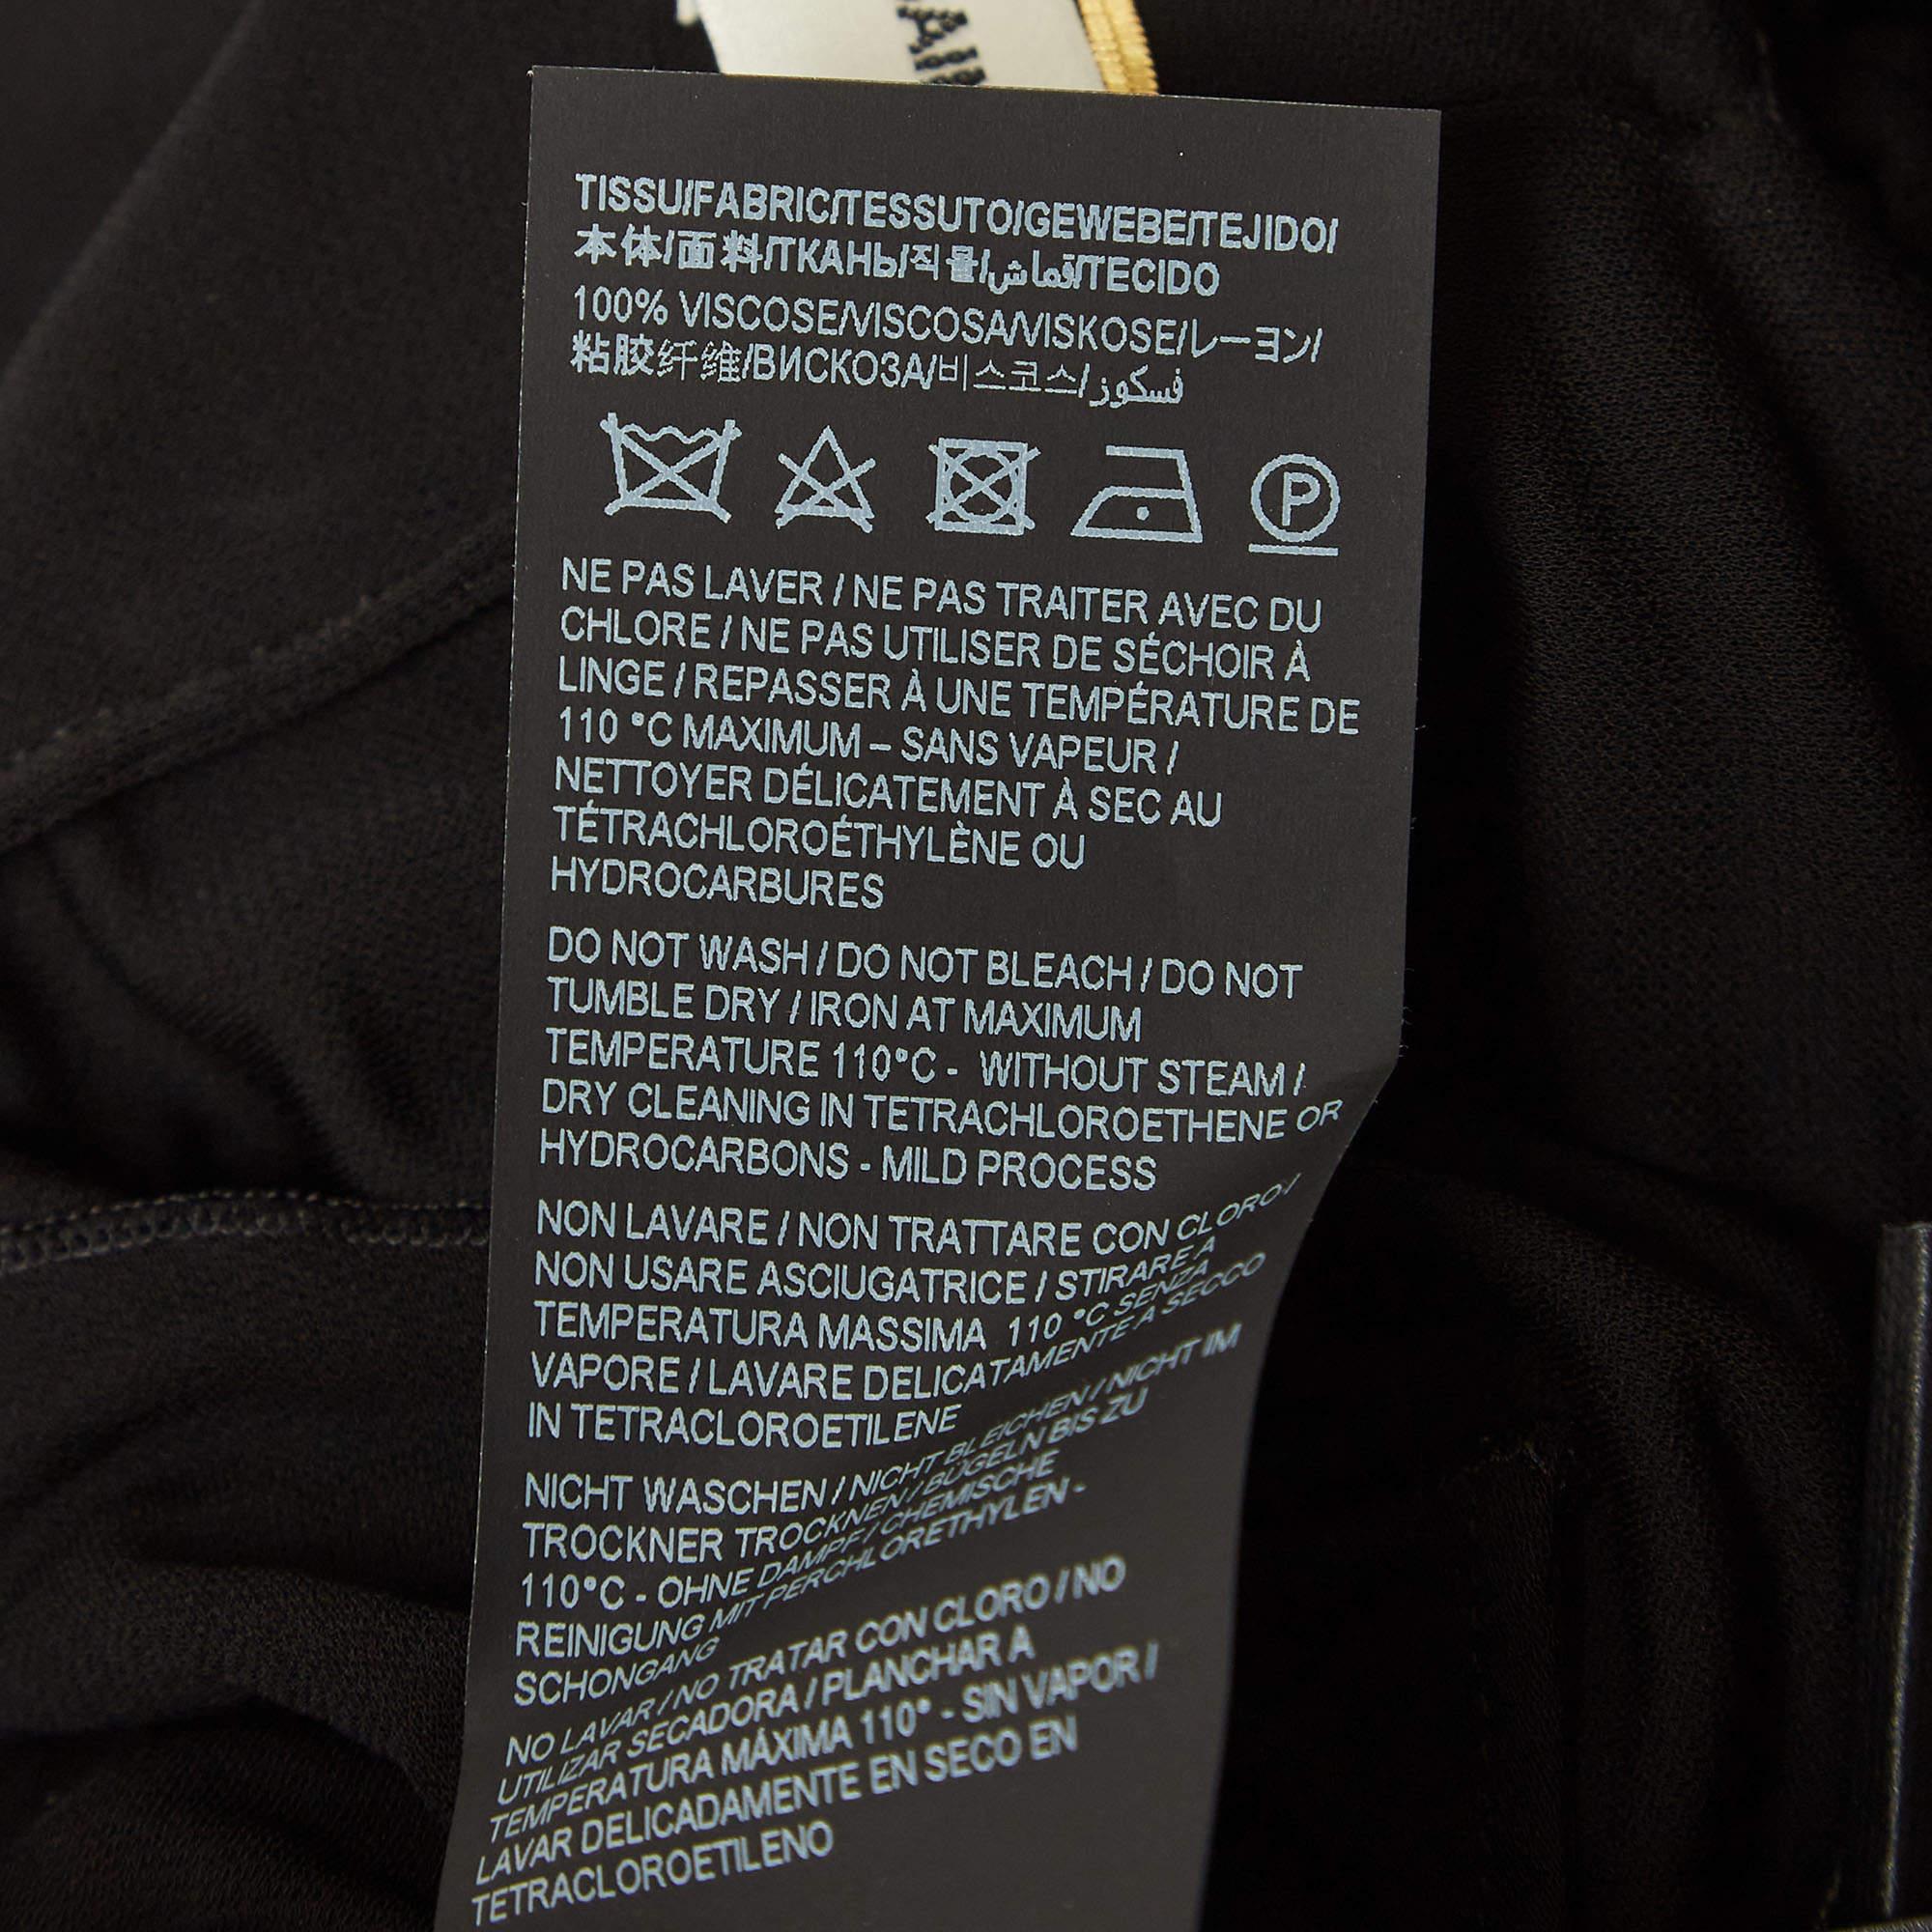 TISSU/FABRIC/TESSUTO/GEWEBE/TEJIDO/
本体/面料/ТКАНЬ/직물/قماش/TECIDO
100% VISCOSE/VISCOSA/VISKOSE/レーヨン/
粘胶纤维/ВИСКОЗА/비스코스/فسكوز
P
NE PAS LAVER / NE PAS TRAITER AVEC DU
CHLORE / NE PAS UTILISER DE SÉCHOIR À
LINGE / REPASSER À UNE TEMPÉRATURE DE
110 °C MAXIMUM – SANS VAPEUR /
NETTOYER DÉLICATEMENT À SEC AU
TÉTRACHLOROÉTHYLÈNE OU
HYDROCARBURES
DO NOT WASH / DO NOT BLEACH / DO NOT
TUMBLE DRY / IRON AT MAXIMUM
TEMPERATURE 110°C - WITHOUT STEAM /
DRY CLEANING IN TETRACHLOROETHENE OR
HYDROCARBONS - MILD PROCESS
NON LAVARE / NON TRATTARE CON CLORO /
NON USARE ASCIUGATRICE / STIRARE A
TEMPERATURA MASSIMA 110 °C SENZA
VAPORE / LAVARE DELICATAMENTE A SECCO
IN TETRACLOROETILENE
NICHT WASCHEN / NICHT BLEICHEN / NICHT IM
TROCKNER TROCKNEN / BÜGELN BIS ZU
110°C - OHNE DAMPF / CHEMISCHE
REINIGUNG MIT PERCHLORETHYLEN -
SCHONGANG
NO LAVAR / NO TRATAR CON CLORO / NO
UTILIZAR SECADORA / PLANCHAR A
TEMPERATURA MÁXIMA 110° - SIN VAPOR /
LAVAR DELICADAMENTE EN SECO EN
TETRACLOROETILENO